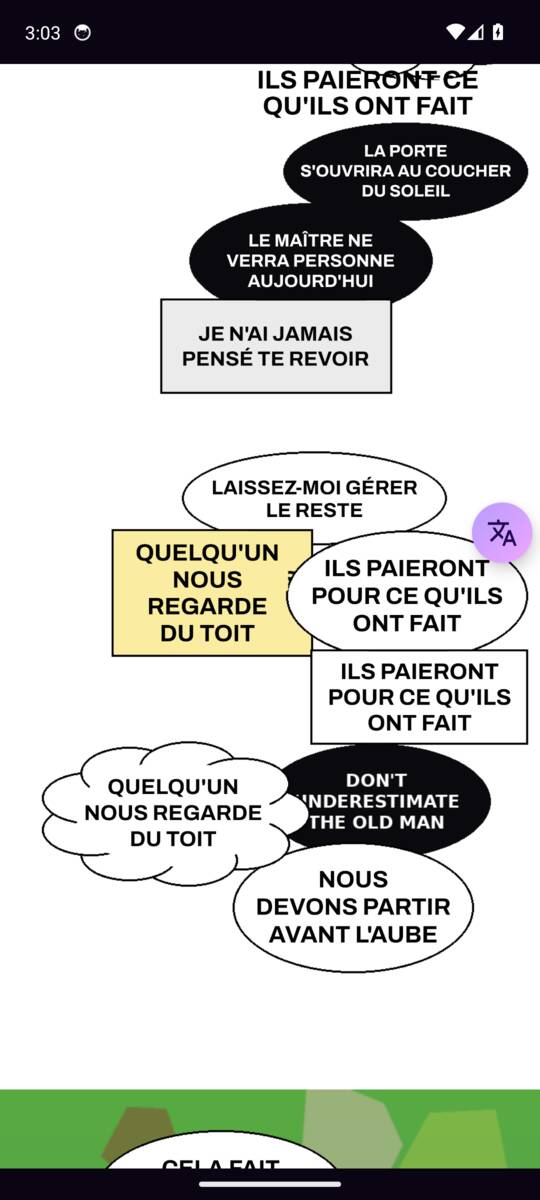 3:03
ILS PAIERONT CE
QU'ILS ONT FAIT
LA PORTE
S'OUVRIRA AU COUCHER
DU SOLEIL
LE MAÎTRE NE
VERRA PERSONNE
AUJOURD'HUI
JE N'AI JAMAIS
PENSÉ TE REVOIR
LAISSEZ-MOI GÉRER
LE RESTE
QUELQU'UN
NOUS
REGARDE
DU TOIT
ILS PAIERONT
POUR CE QU'ILS
ONT FAIT
ILS PAIERONT
POUR CE QU'ILS
ONT FAIT
QUELQU'UN
NOUS REGARDE
DU TOIT
DON'T
UNDERESTIMATE
THE OLD MAN
NOUS
DEVONS PARTIR
AVANT L'AUBE
CELA FAIT